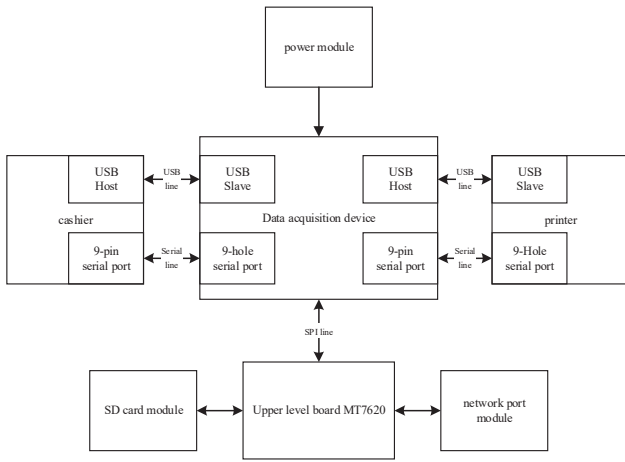 power module
USB
Host
USB
line
USB
Slave
USB
Host
USB
line
USB
Slave
cashier
Data acquisition device
printer
9-pin
serial port
Serial
line
9-hole
serial port
9-pin
serial port
Serial
line
9-Hole
serial port
SPI line
SD card module
Upper level board MT7620
network port
module